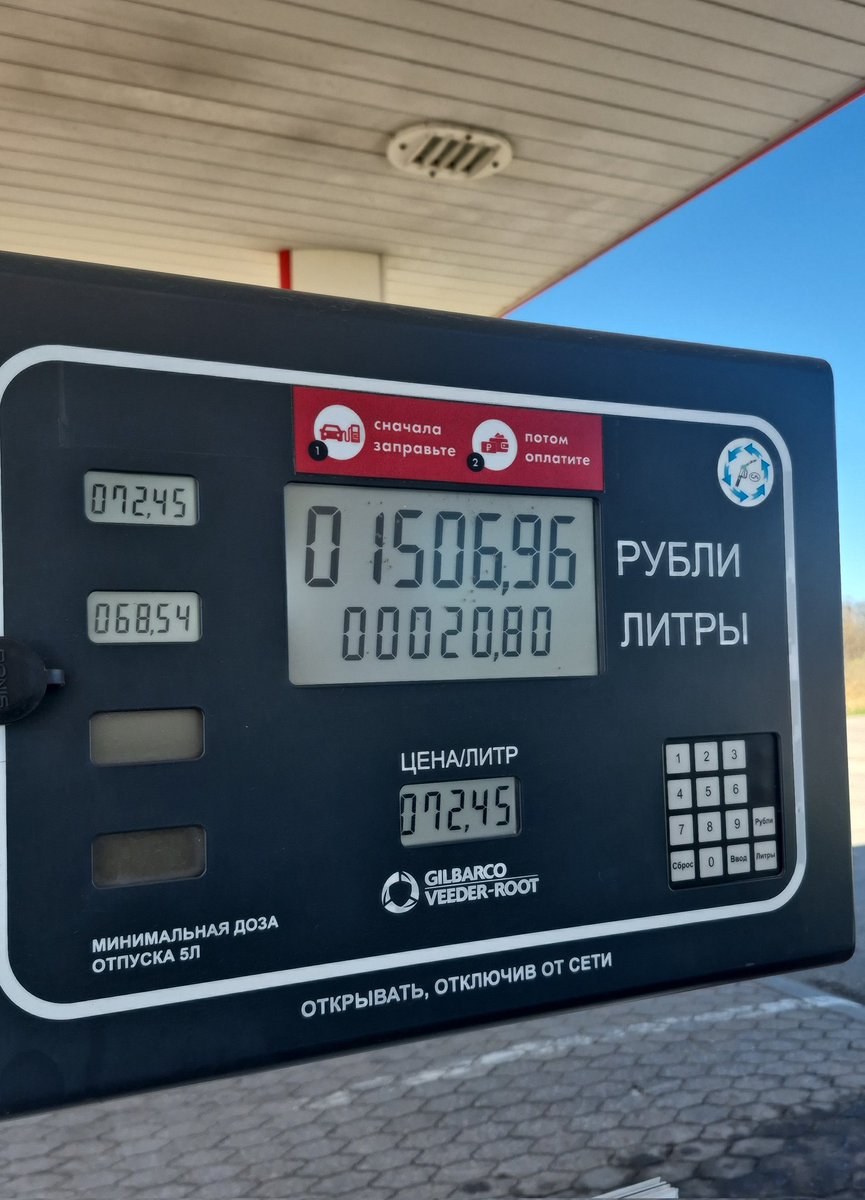 1
сначала
заправьте
2
потом
оплатите
072,45
01506,96
РУБЛИ
068,54
00020,80
ЛИТРЫ
ЦЕНА/ЛИТР
072,45
GILBARCO
VEEDER-ROOT
1 2 3
4 5 6
7 8 9 Рубли
Сброс 0 Ввод Литры
МИНИМАЛЬНАЯ ДОЗА
ОТПУСКА 5Л
ОТКРЫВАТЬ, ОТКЛЮЧИВ ОТ СЕТИ